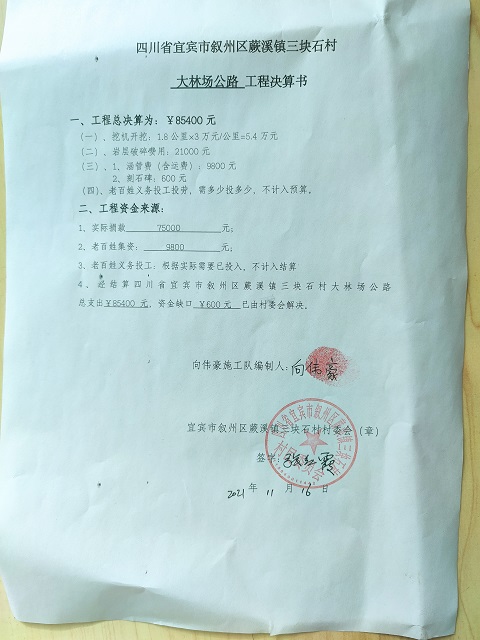 四川省宜宾市叙州区蕨溪镇三块石村
大林场公路 工程决算书
一、工程总决算为：￥85400 元
（一）、挖机开挖：1.8 公里×3 万元/公里=5.4 万元
（二）、岩层破碎费用：21000 元
（三）、1、涵管费（含运费）：9800 元
2、刻石碑：600 元
（四）、老百姓义务投工投劳，需多少投多少，不计入预算。
二、工程资金来源：
1、实际捐款 75000 元；
2、老百姓集资： 9800 元；
3、老百姓义务投工：根据实际需要已投入，不计入结算
4、经结算四川省宜宾市叙州区蕨溪镇三块石村大林场公路
总支出￥85400 元，资金缺口 ￥600 元 已由村委会解决。
向伟豪施工队编制人：向伟豪
宜宾市叙州区蕨溪镇三块石村村委会（章）
签字：
2021 年 11 月 16 日